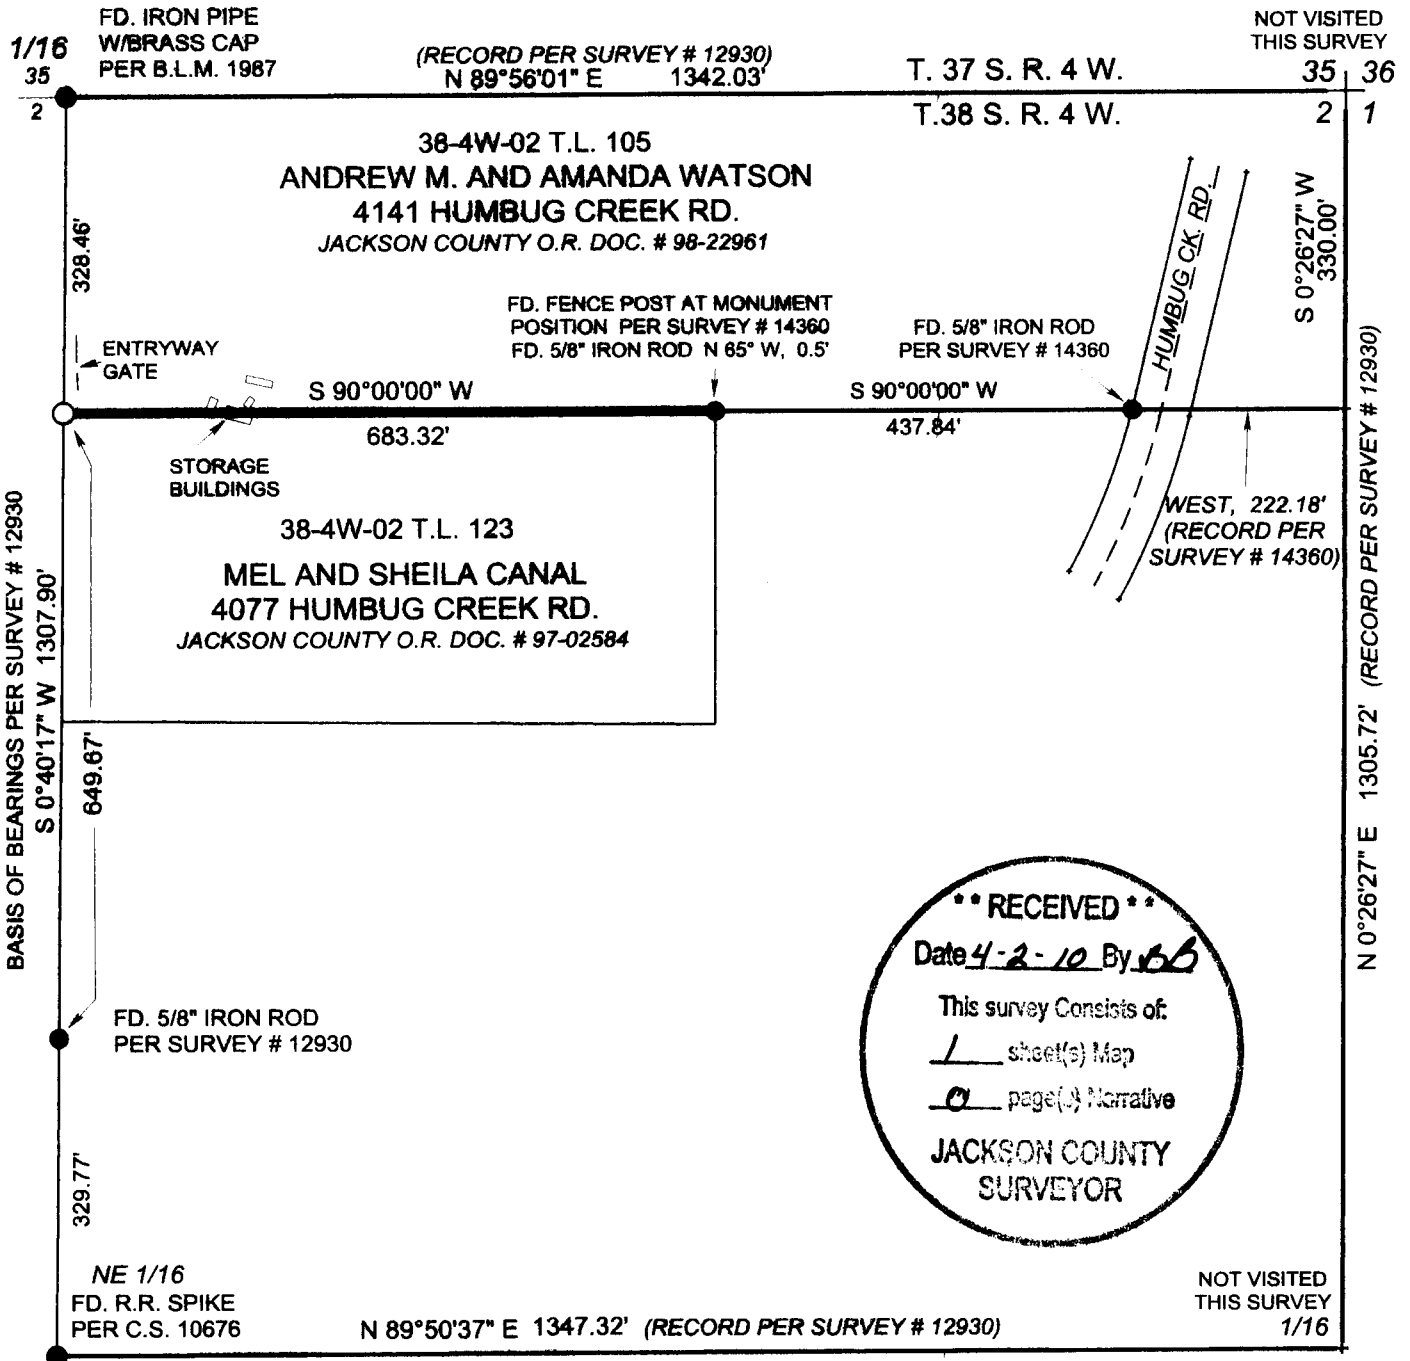 FD. IRON PIPE
W/BRASS CAP
PER B.L.M. 1987
1/16
35
2
(RECORD PER SURVEY # 12930)
N 89°56'01" E 1342.03'
T. 37 S. R. 4 W.
T.38 S. R. 4 W.
NOT VISITED
THIS SURVEY
35 36
2 1
38-4W-02 T.L. 105
ANDREW M. AND AMANDA WATSON
4141 HUMBUG CREEK RD.
JACKSON COUNTY O.R. DOC. # 98-22961
328.46'
HUMBUG CK. RD.
S 0°26'27" W
330.00'
ENTRYWAY
GATE
FD. FENCE POST AT MONUMENT
POSITION PER SURVEY # 14360
FD. 5/8" IRON ROD N 65° W, 0.5'
FD. 5/8" IRON ROD
PER SURVEY # 14360
S 90°00'00" W
683.32'
S 90°00'00" W
437.84'
STORAGE
BUILDINGS
WEST, 222.18'
(RECORD PER
SURVEY # 14360)
38-4W-02 T.L. 123
MEL AND SHEILA CANAL
4077 HUMBUG CREEK RD.
JACKSON COUNTY O.R. DOC. # 97-02584
BASIS OF BEARINGS PER SURVEY # 12930
S 0°40'17" W 1307.90'
649.67'
N 0°26'27" E 1305.72' (RECORD PER SURVEY # 12930)
** RECEIVED **
Date 4-2-10 By BB
This survey Consists of:
1 sheet(s) Map
0 page(s) Narrative
JACKSON COUNTY
SURVEYOR
FD. 5/8" IRON ROD
PER SURVEY # 12930
329.77'
NE 1/16
FD. R.R. SPIKE
PER C.S. 10676
N 89°50'37" E 1347.32' (RECORD PER SURVEY # 12930)
NOT VISITED
THIS SURVEY
1/16